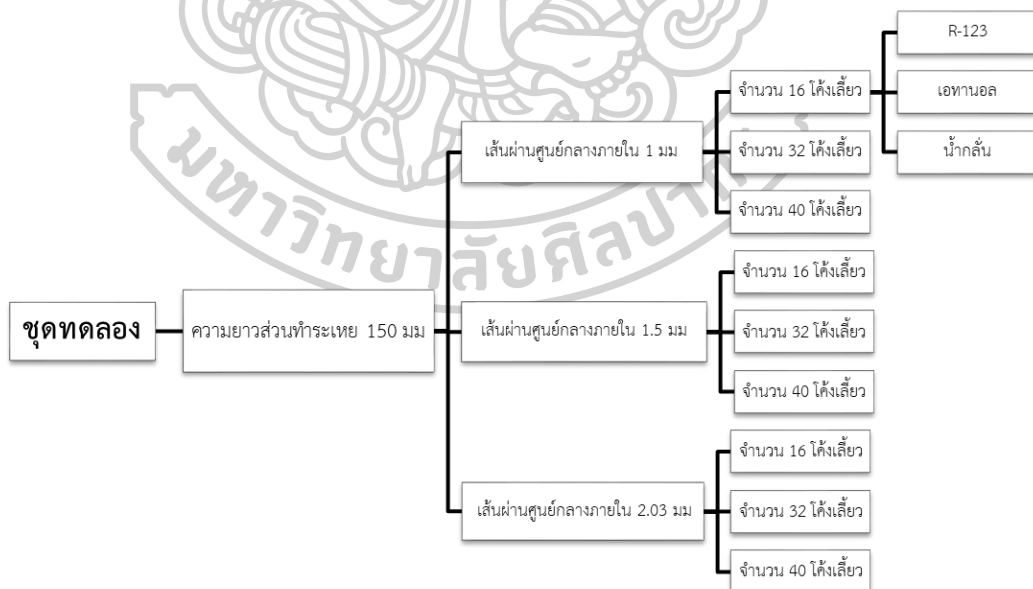 ชุดทดลอง
ความยาวส่วนทำระเหย 150 มม
เส้นผ่านศูนย์กลางภายใน 1 มม
จำนวน 16 โค้งเลี้ยว
R-123
เอทานอล
น้ำกลั่น
จำนวน 32 โค้งเลี้ยว
จำนวน 40 โค้งเลี้ยว
เส้นผ่านศูนย์กลางภายใน 1.5 มม
จำนวน 16 โค้งเลี้ยว
จำนวน 32 โค้งเลี้ยว
จำนวน 40 โค้งเลี้ยว
เส้นผ่านศูนย์กลางภายใน 2.03 มม
จำนวน 16 โค้งเลี้ยว
จำนวน 32 โค้งเลี้ยว
จำนวน 40 โค้งเลี้ยว